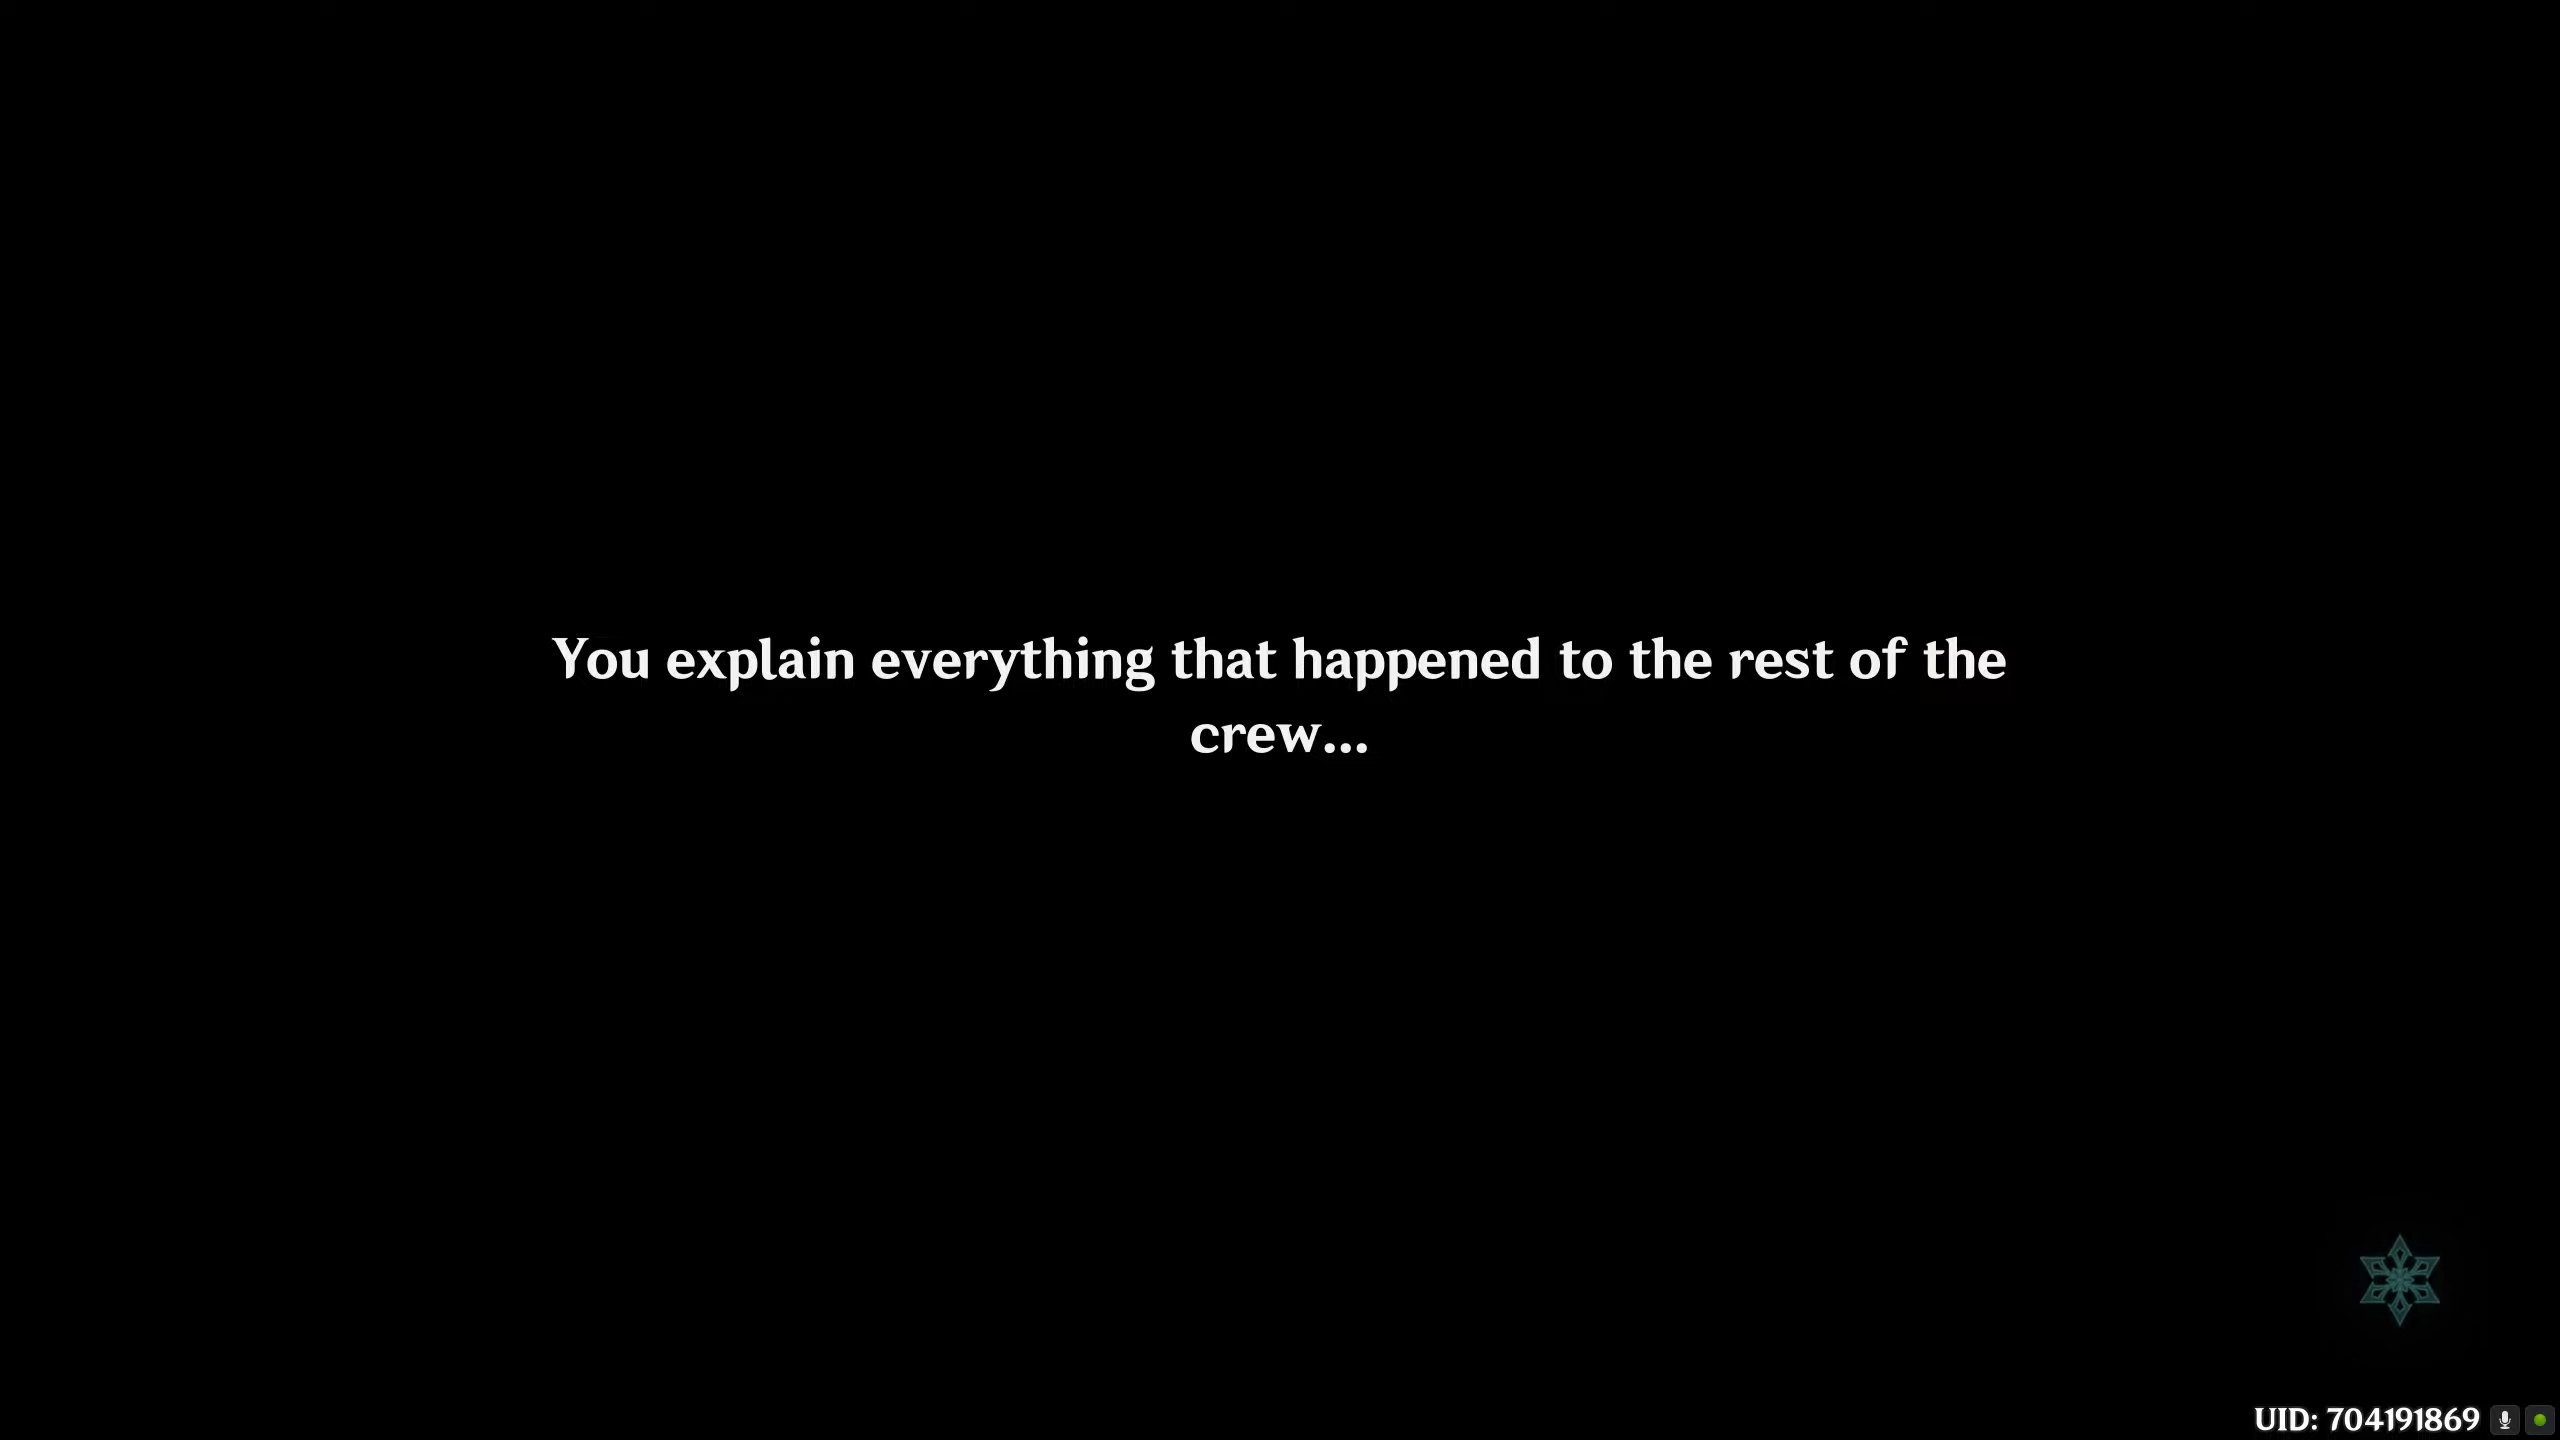 You explain everything that happened to the rest of the
crew...
UID: 704191869